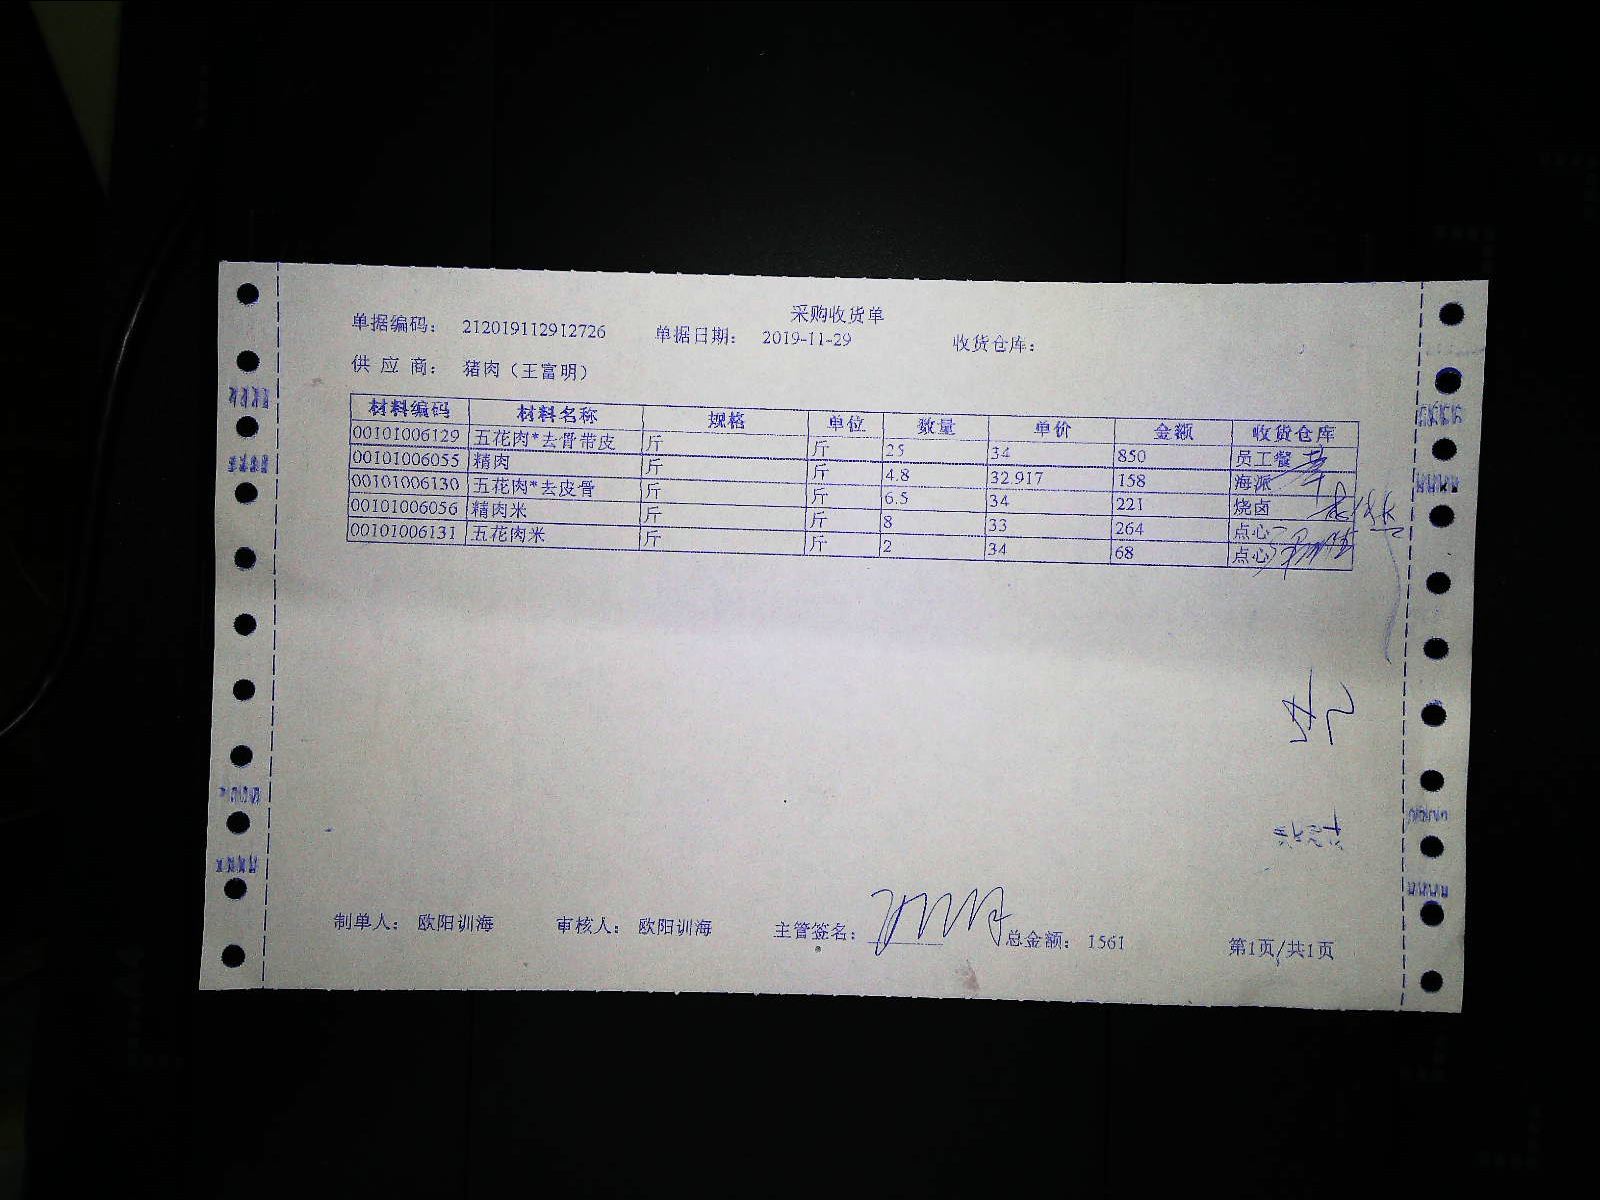 采购收货单
单据编码： 212019112912726 单据日期： 2019-11-29 收货仓库：
供 应 商： 猪肉（王富明）
材料编码 材料名称 规格 单位 数量 单价 金额 收货仓库
00101006129 五花肉*去骨带皮 斤 斤 25 34 850 员工餐
00101006055 精肉 斤 斤 4.8 32.917 158 海派
00101006130 五花肉*去皮骨 斤 斤 6.5 34 221 烧卤
00101006056 精肉米 斤 斤 8 33 264 点心
00101006131 五花肉米 斤 斤 2 34 68 点心
制单人： 欧阳训海 审核人： 欧阳训海 主管签名： 总金额： 1561 第1页/共1页